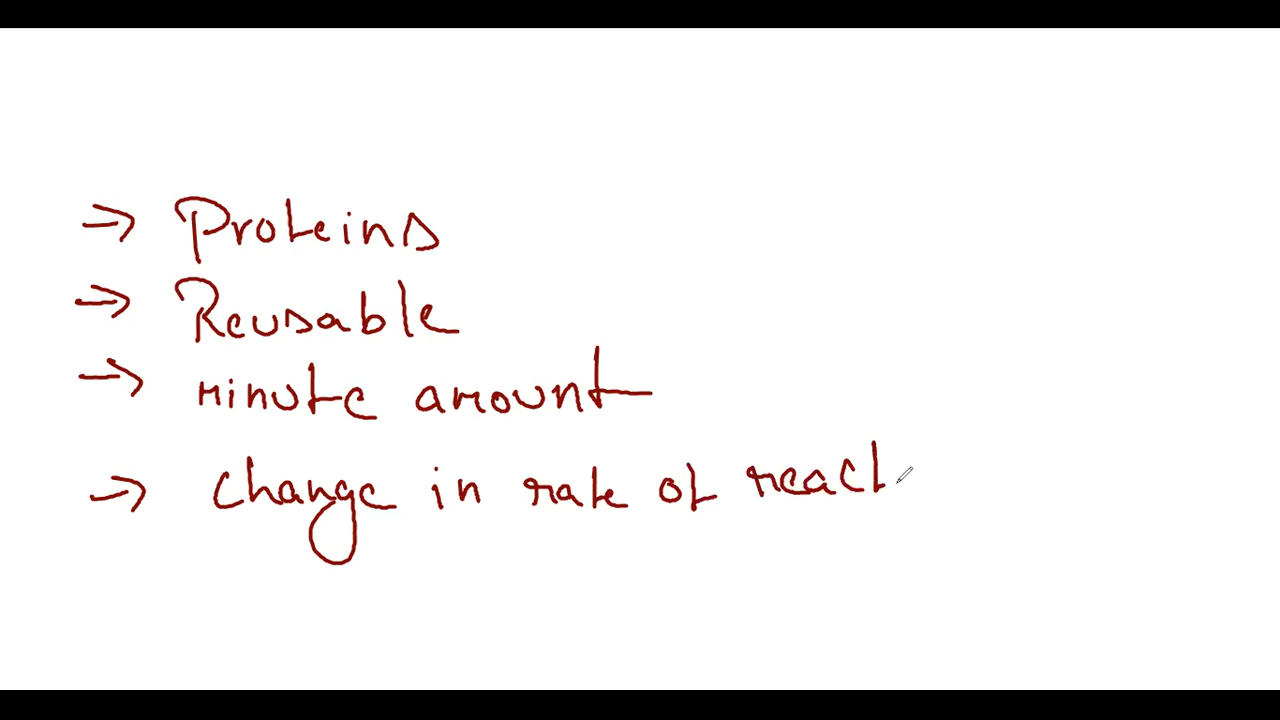 → Proteins
→ Reusable
→ minute amount
→ change in rate of react